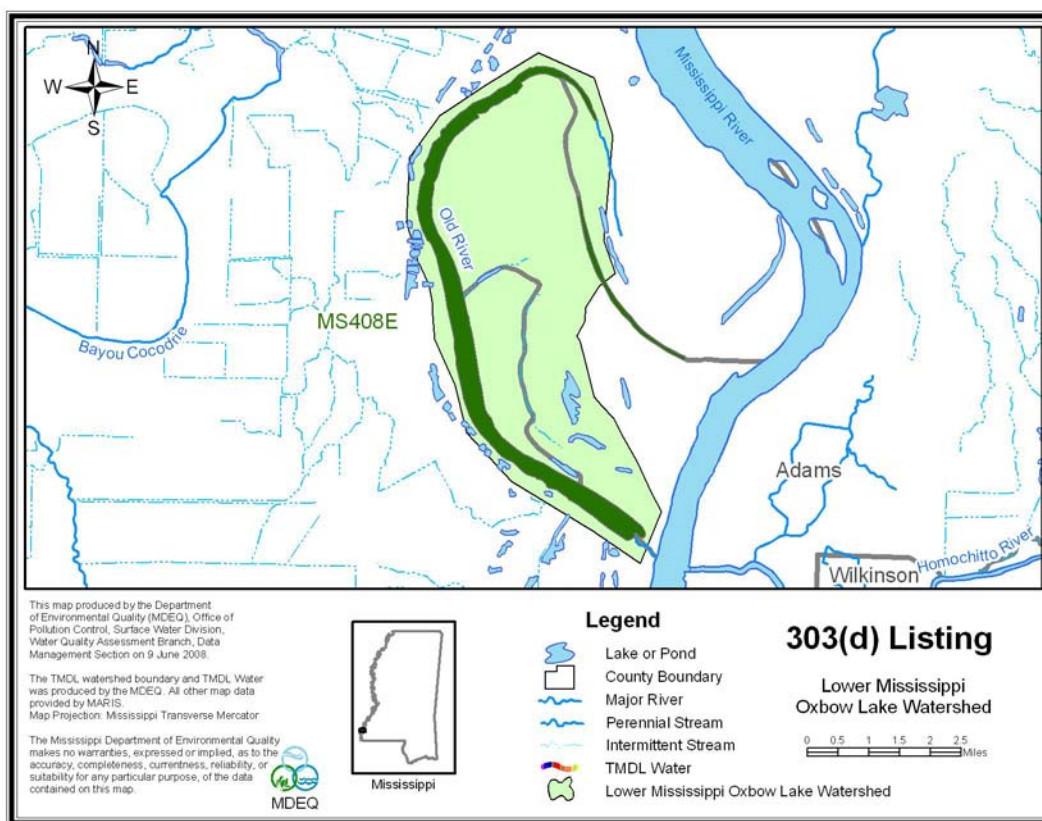 N
W E
S
Mississippi River
Old River
MS408E
Bayou Cocodrie
Adams
Wilkinson
Homochitto River
This map produced by the Department
of Environmental Quality (MDEQ), Office of
Pollution Control, Surface Water Division,
Water Quality Assessment Branch, Data
Management Section on 9 June 2008.
The TMDL watershed boundary and TMDL Water
was produced by the MDEQ. All other map data
provided by MARIS.
Map Projection: Mississippi Transverse Mercator
The Mississippi Department of Environmental Quality
makes no warranties, expressed or implied, as to the
accuracy, completeness, currentness, reliability, or
suitability for any particular purpose, of the data
contained on this map.
MDEQ
Mississippi
Legend
Lake or Pond
County Boundary
Major River
Perennial Stream
Intermittent Stream
TMDL Water
Lower Mississippi Oxbow Lake Watershed
303(d) Listing
Lower Mississippi
Oxbow Lake Watershed
0 0.5 1 1.5 2 2.5
Miles